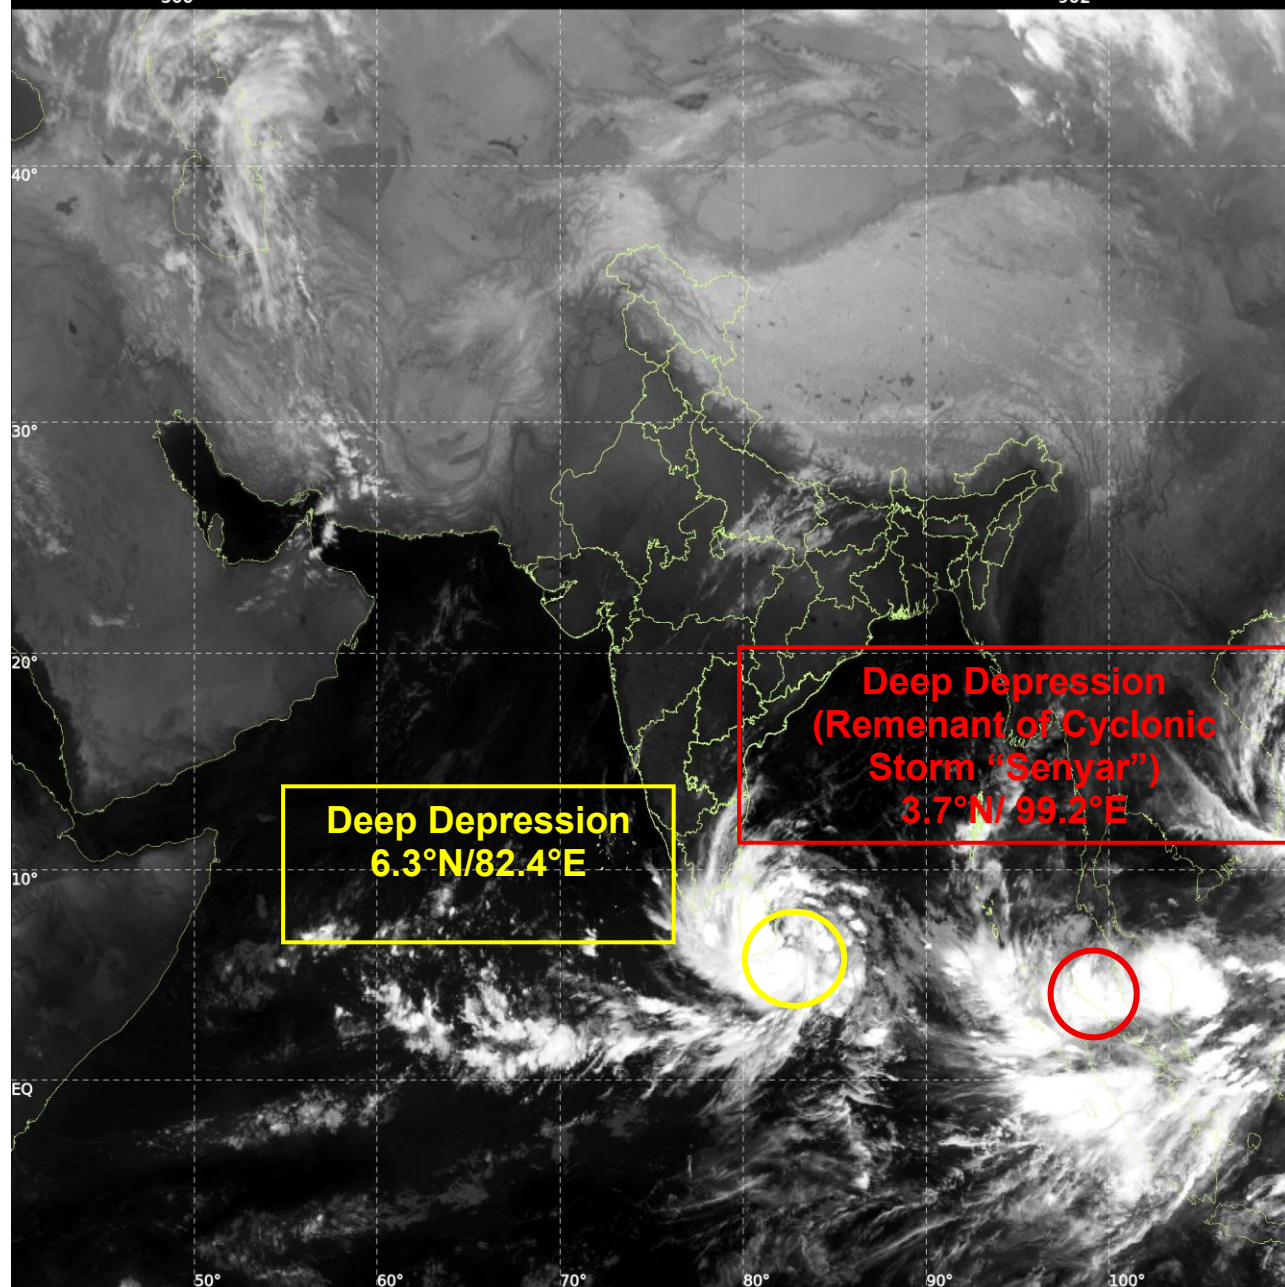 40°
30°
20°
Deep Depression
(Remenant of Cyclonic
Storm “Senyar”)
3.7°N/ 99.2°E
Deep Depression
6.3°N/82.4°E
10°
EQ
50° 60° 70° 80° 90° 100°